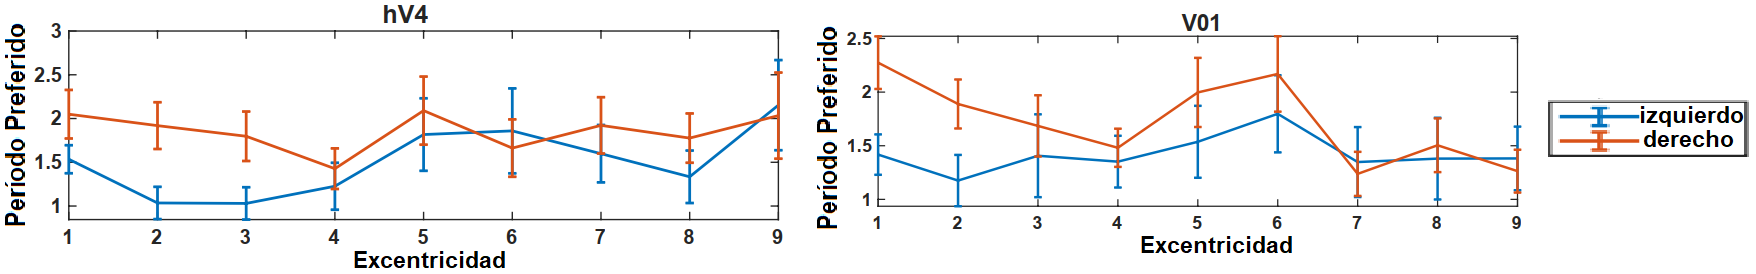 hV4
Período Preferido
3
2.5
2
1.5
1
1 2 3 4 5 6 7 8 9
Excentricidad
V01
Período Preferido
2.5
2
1.5
1
1 2 3 4 5 6 7 8 9
Excentricidad
izquierdo
derecho